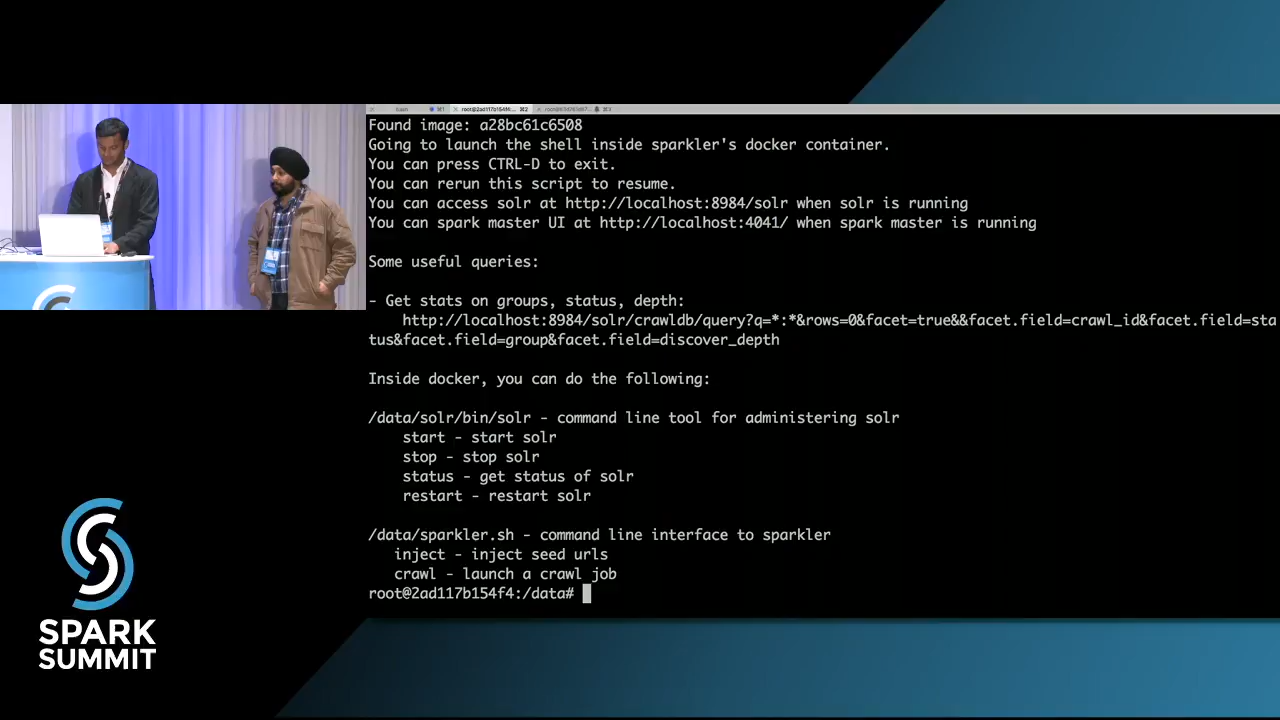 bash ⌘1 root@2ad117b154f4:... ⌘2 ⌘3
Found image: a28bc61c6508
Going to launch the shell inside sparkler's docker container.
You can press CTRL-D to exit.
You can rerun this script to resume.
You can access solr at http://localhost:8984/solr when solr is running
You can spark master UI at http://localhost:4041/ when spark master is running
Some useful queries:
- Get stats on groups, status, depth:
http://localhost:8984/solr/crawldb/query?q=*:*&rows=0&facet=true&&facet.field=crawl_id&facet.field=sta
tus&facet.field=group&facet.field=discover_depth
Inside docker, you can do the following:
/data/solr/bin/solr - command line tool for administering solr
start - start solr
stop - stop solr
status - get status of solr
restart - restart solr
/data/sparkler.sh - command line interface to sparkler
inject - inject seed urls
crawl - launch a crawl job
root@2ad117b154f4:/data#
SPARK
SUMMIT